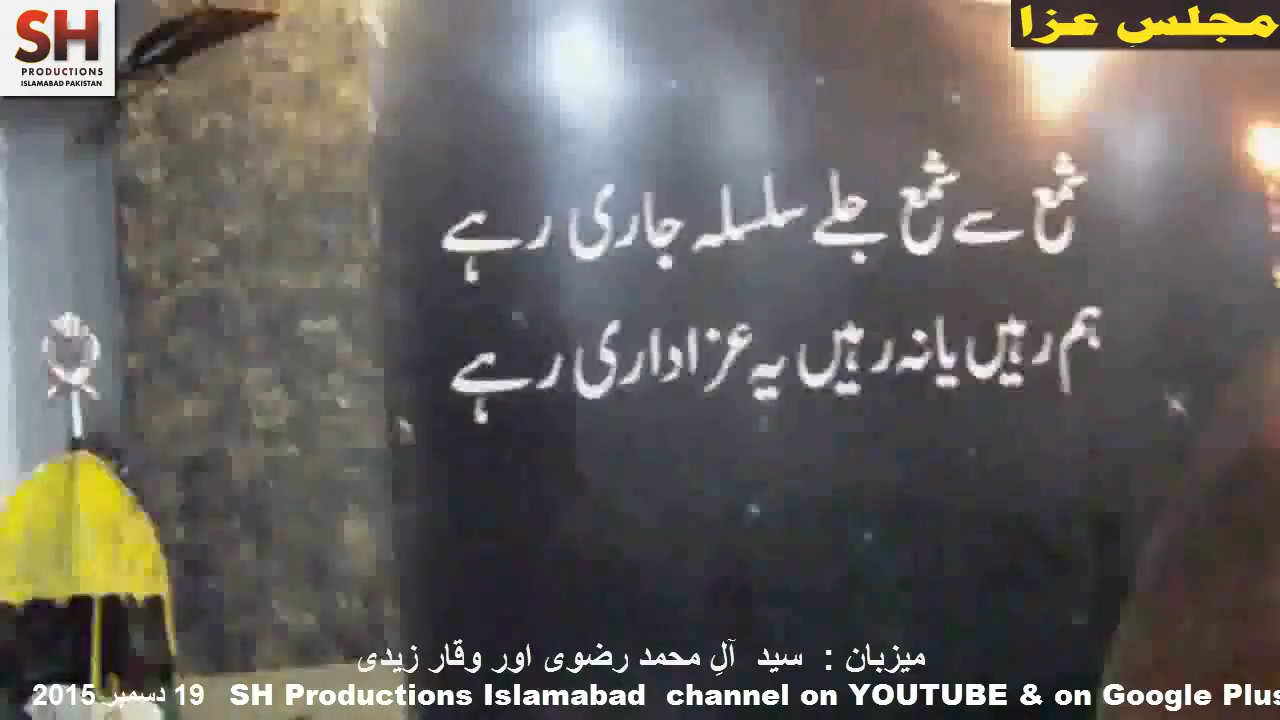 SH
PRODUCTIONS
ISLAMABAD PAKISTAN
مجلسِ عزا
شمع سے شمع جلے سلسلہ جاری رہے
ہم رہیں یا نہ رہیں یہ عزاداری رہے
میزبان : سید آلِ محمد رضوی اور وقار زیدی
19 دسمبر 2015 SH Productions Islamabad channel on YOUTUBE & on Google Plus